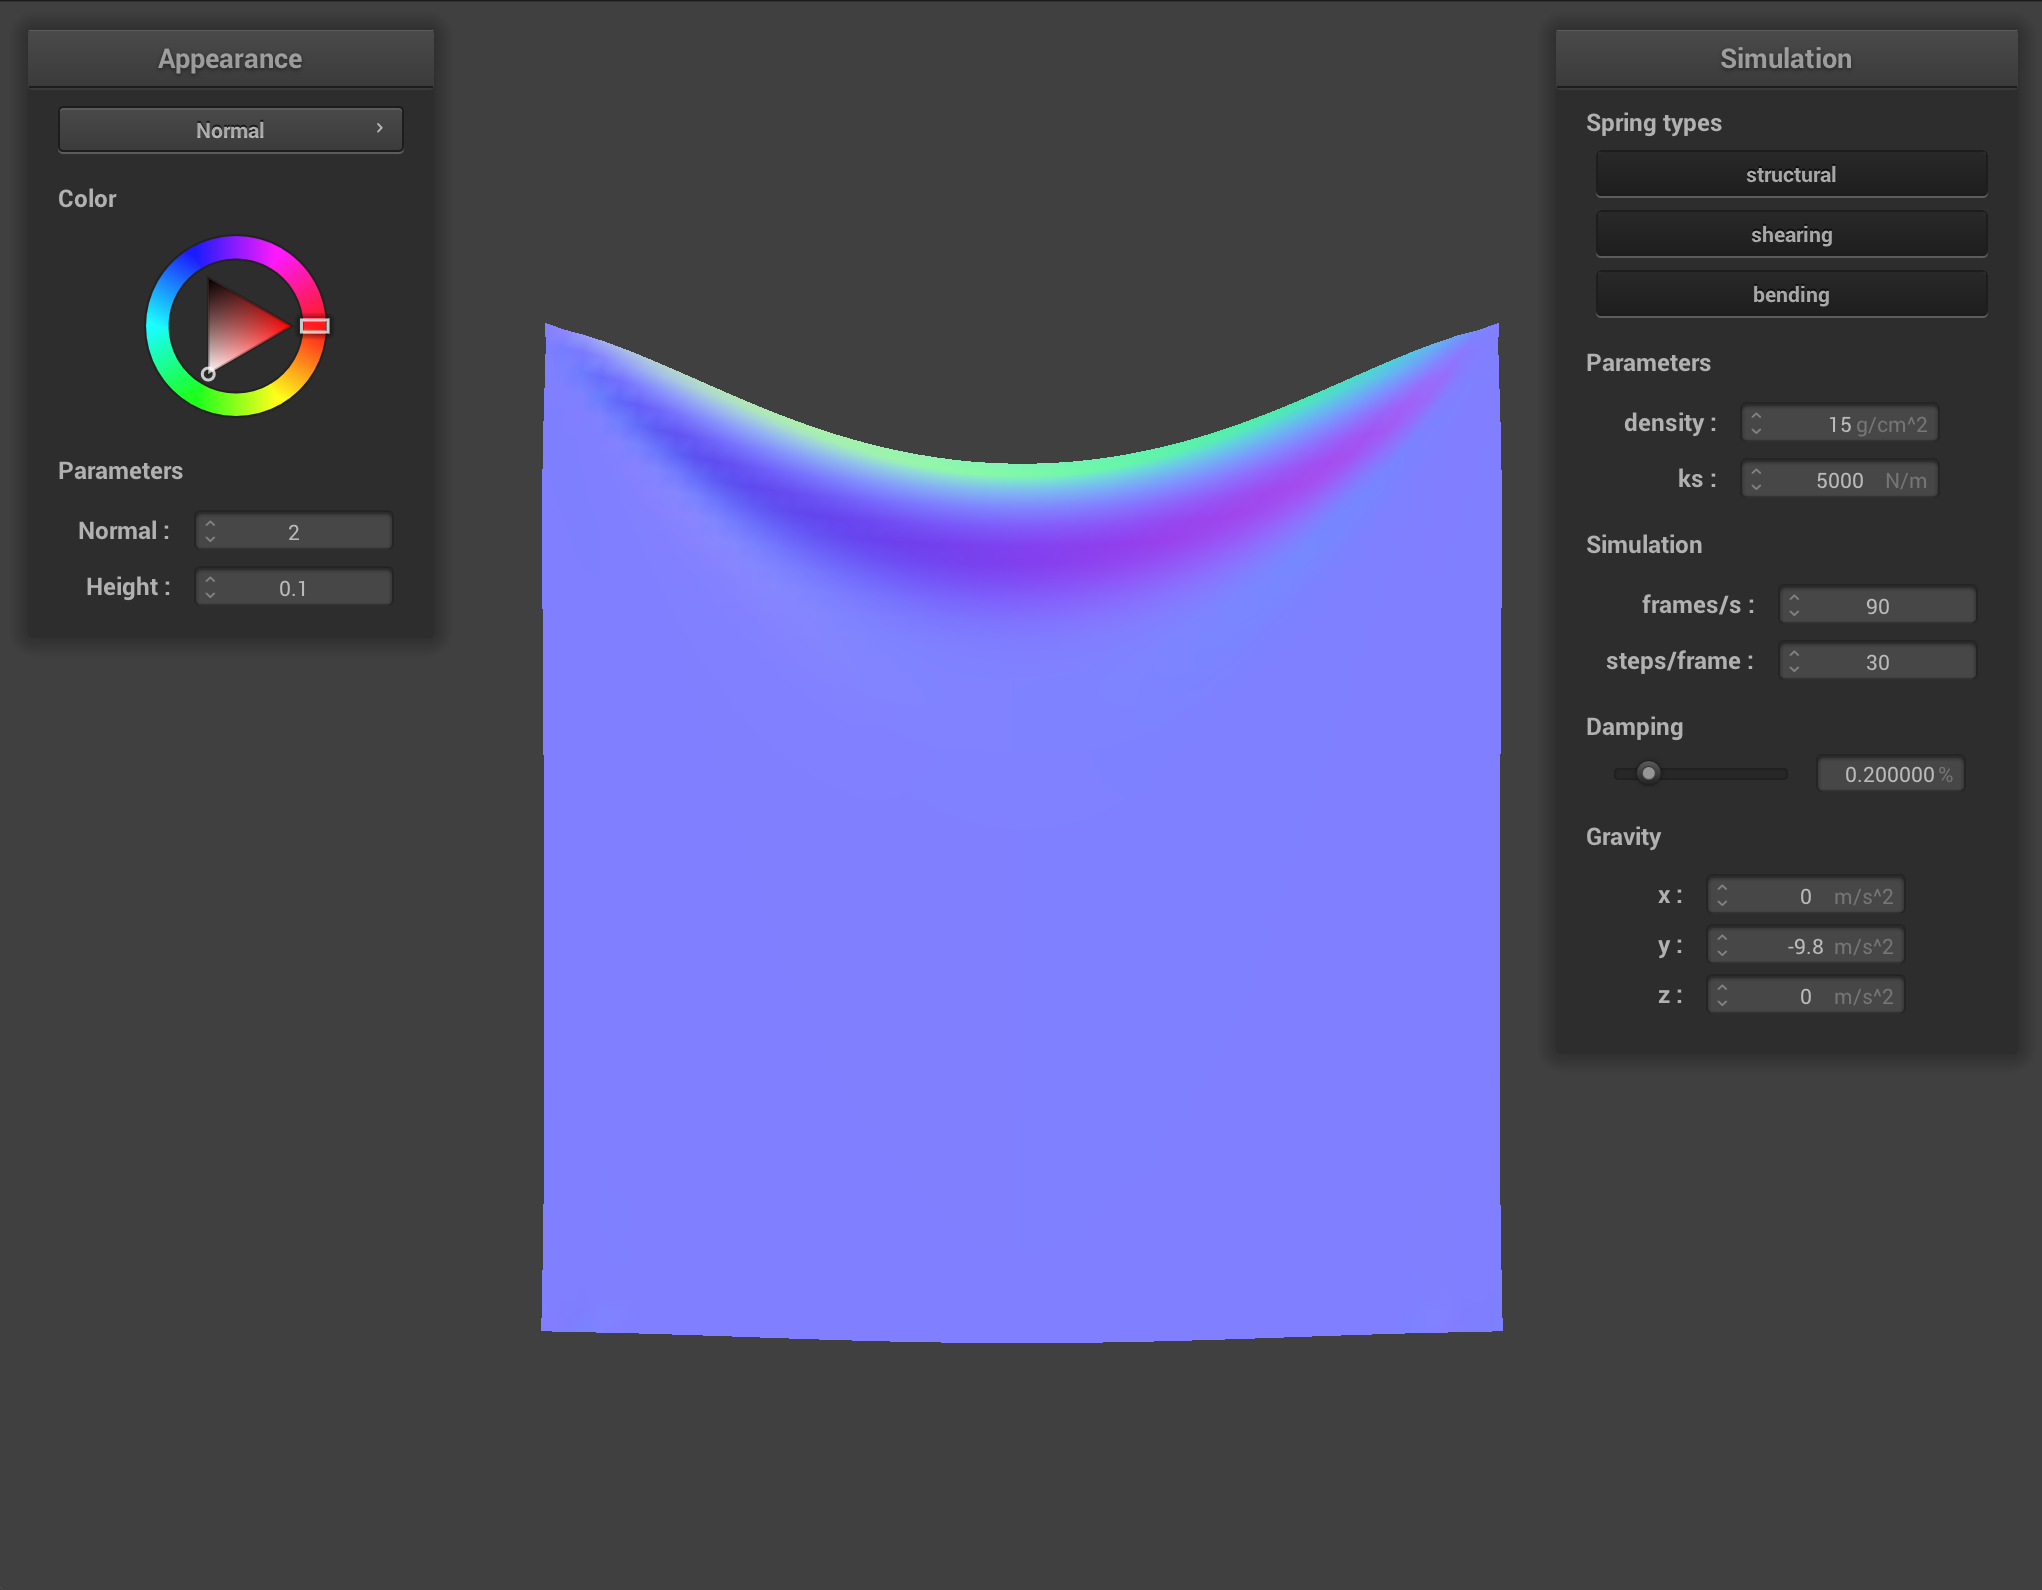 Appearance
Normal
Color
Parameters
Normal : 2
Height : 0.1
Simulation
Spring types
structural
shearing
bending
Parameters
density : 15 g/cm^2
ks : 5000 N/m
Simulation
frames/s : 90
steps/frame : 30
Damping
0.200000 %
Gravity
x : 0 m/s^2
y : -9.8 m/s^2
z : 0 m/s^2